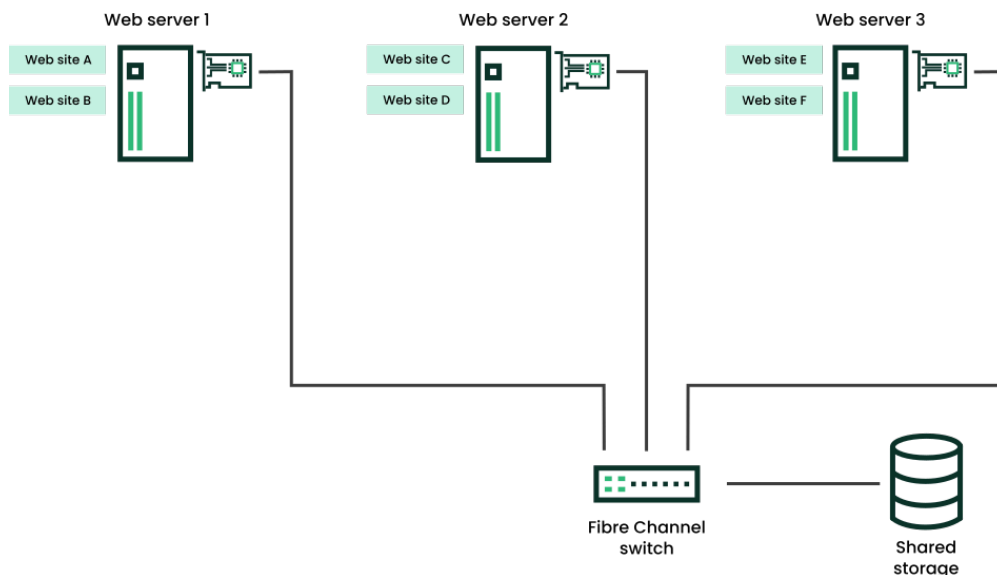 Web server 1
Web server 2
Web server 3
Web site A
Web site B
Web site C
Web site D
Web site E
Web site F
Fibre Channel
switch
Shared
storage